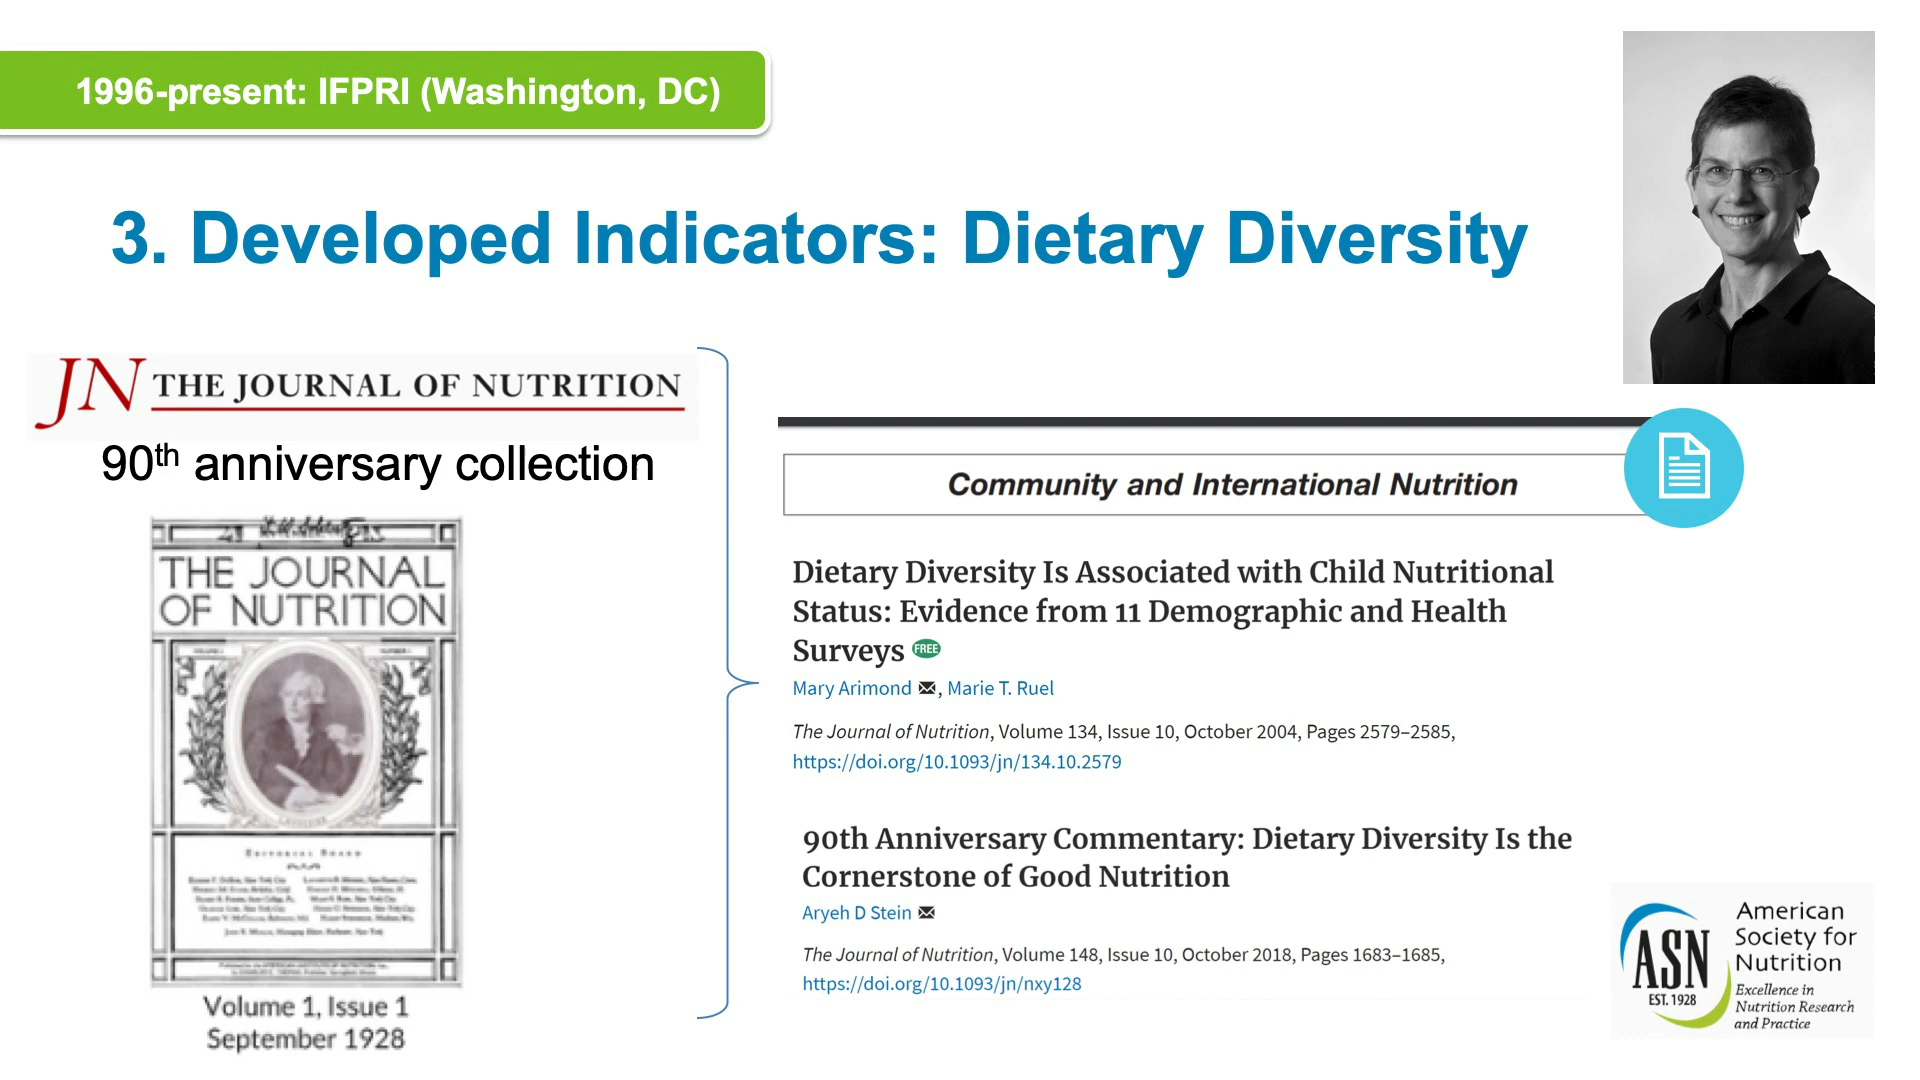 1996-present: IFPRI (Washington, DC)
3. Developed Indicators: Dietary Diversity
JN THE JOURNAL OF NUTRITION
90th anniversary collection
THE JOURNAL
OF NUTRITION
EDITORIAL BOARD
Volume 1, Issue 1
September 1928
Community and International Nutrition
Dietary Diversity Is Associated with Child Nutritional
Status: Evidence from 11 Demographic and Health
Surveys FREE
Mary Arimond , Marie T. Ruel
The Journal of Nutrition, Volume 134, Issue 10, October 2004, Pages 2579–2585,
https://doi.org/10.1093/jn/134.10.2579
90th Anniversary Commentary: Dietary Diversity Is the
Cornerstone of Good Nutrition
Aryeh D Stein
The Journal of Nutrition, Volume 148, Issue 10, October 2018, Pages 1683–1685,
https://doi.org/10.1093/jn/nxy128
ASN
EST. 1928
American
Society for
Nutrition
Excellence in
Nutrition Research
and Practice